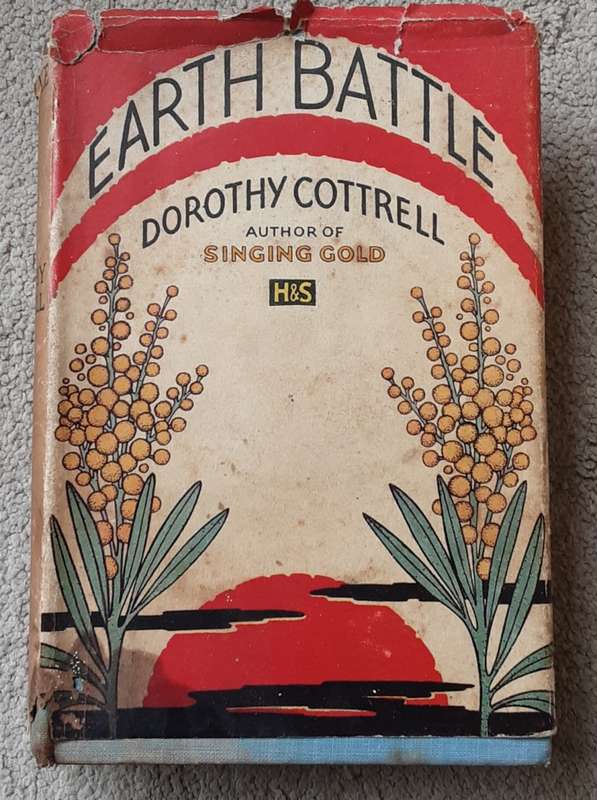 EARTH BATTLE
DOROTHY COTTRELL
AUTHOR OF
SINGING GOLD
H&S